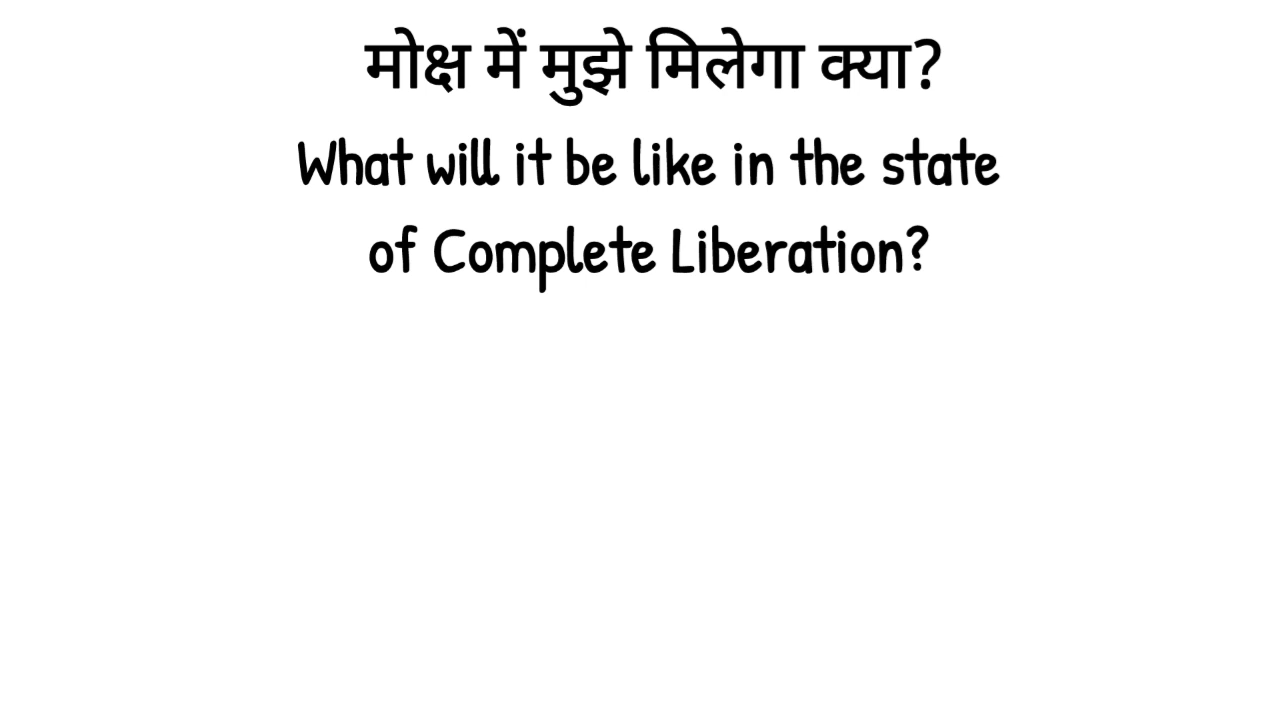 मोक्ष में मुझे मिलेगा क्या?
What will it be like in the state
of Complete Liberation?